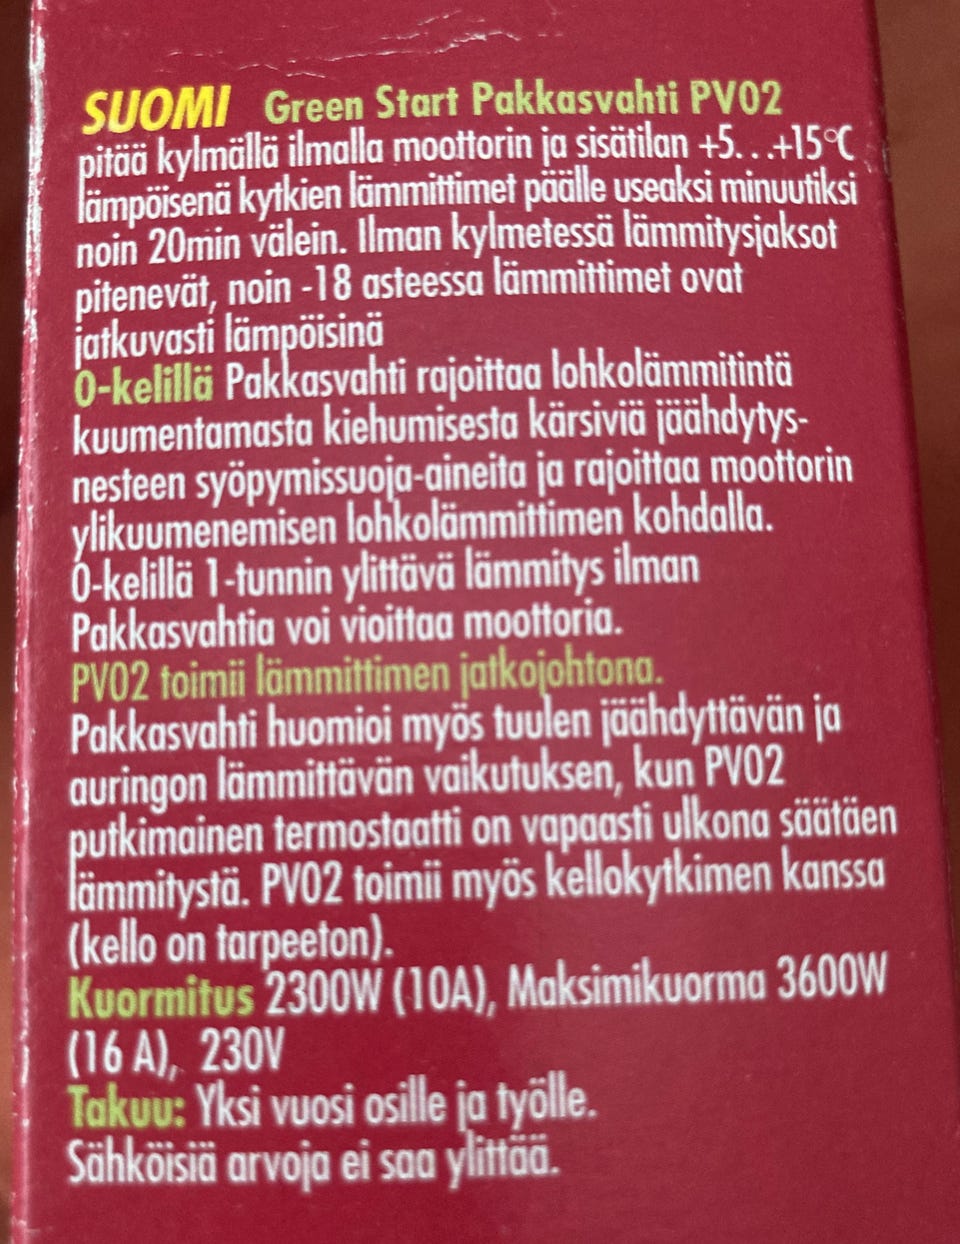 SUOMI Green Start Pakkasvahti PV02
pitää kylmällä ilmalla moottorin ja sisätilan +5...+15°C
lämpöisenä kytkien lämmittimet päälle useaksi minuutiksi
noin 20min välein. Ilman kylmetessä lämmitysjaksot
pitenevät, noin -18 asteessa lämmittimet ovat
jatkuvasti lämpöisinä
0-kelillä Pakkasvahti rajoittaa lohkolämmitintä
kuumentamasta kiehumisesta kärsiviä jäähdytys-
nesteen syöpymissuoja-aineita ja rajoittaa moottorin
ylikuumenemisen lohkolämmittimen kohdalla.
0-kelillä 1-tunnin ylittävä lämmitys ilman
Pakkasvahtia voi vioittaa moottoria.
PV02 toimii lämmittimen jatkojohtona.
Pakkasvahti huomioi myös tuulen jäähdyttävän ja
auringon lämmittävän vaikutuksen, kun PV02
putkimainen termostaatti on vapaasti ulkona säätäen
lämmitystä. PV02 toimii myös kellokytkimen kanssa
(kello on tarpeeton).
Kuormitus 2300W (10A), Maksimikuorma 3600W
(16 A), 230V
Takuu: Yksi vuosi osille ja työlle.
Sähköisiä arvoja ei saa ylittää.